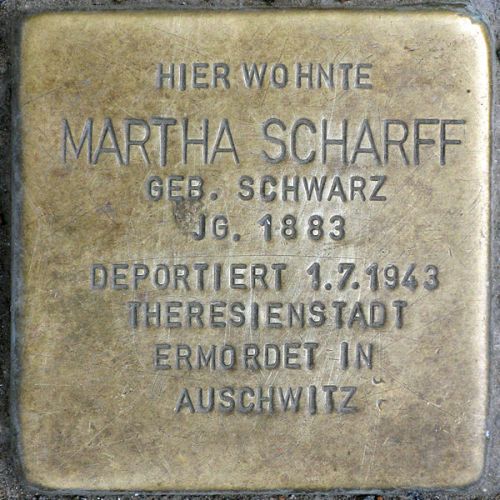 HIER WOHNTE
MARTHA SCHARFF
GEB. SCHWARZ
JG. 1883
DEPORTIERT 1.7.1943
THERESIENSTADT
ERMORDET IN
AUSCHWITZ